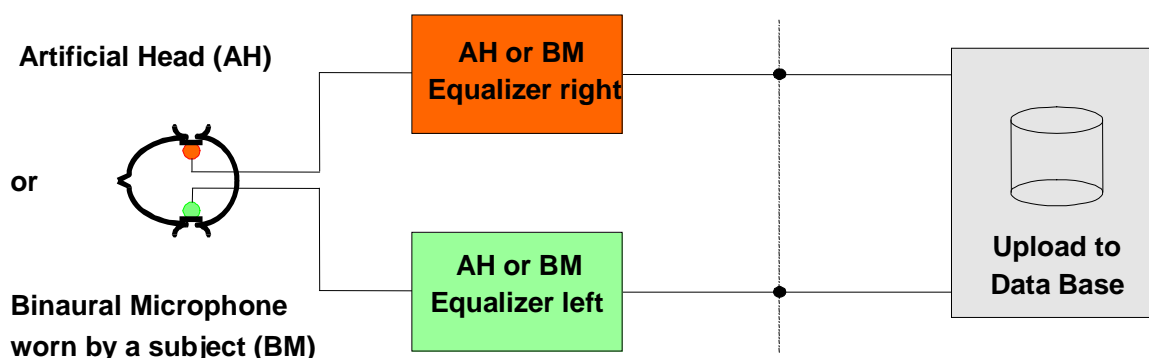 Artificial Head (AH)
or
Binaural Microphone
worn by a subject (BM)
AH or BM
Equalizer right
AH or BM
Equalizer left
Upload to
Data Base